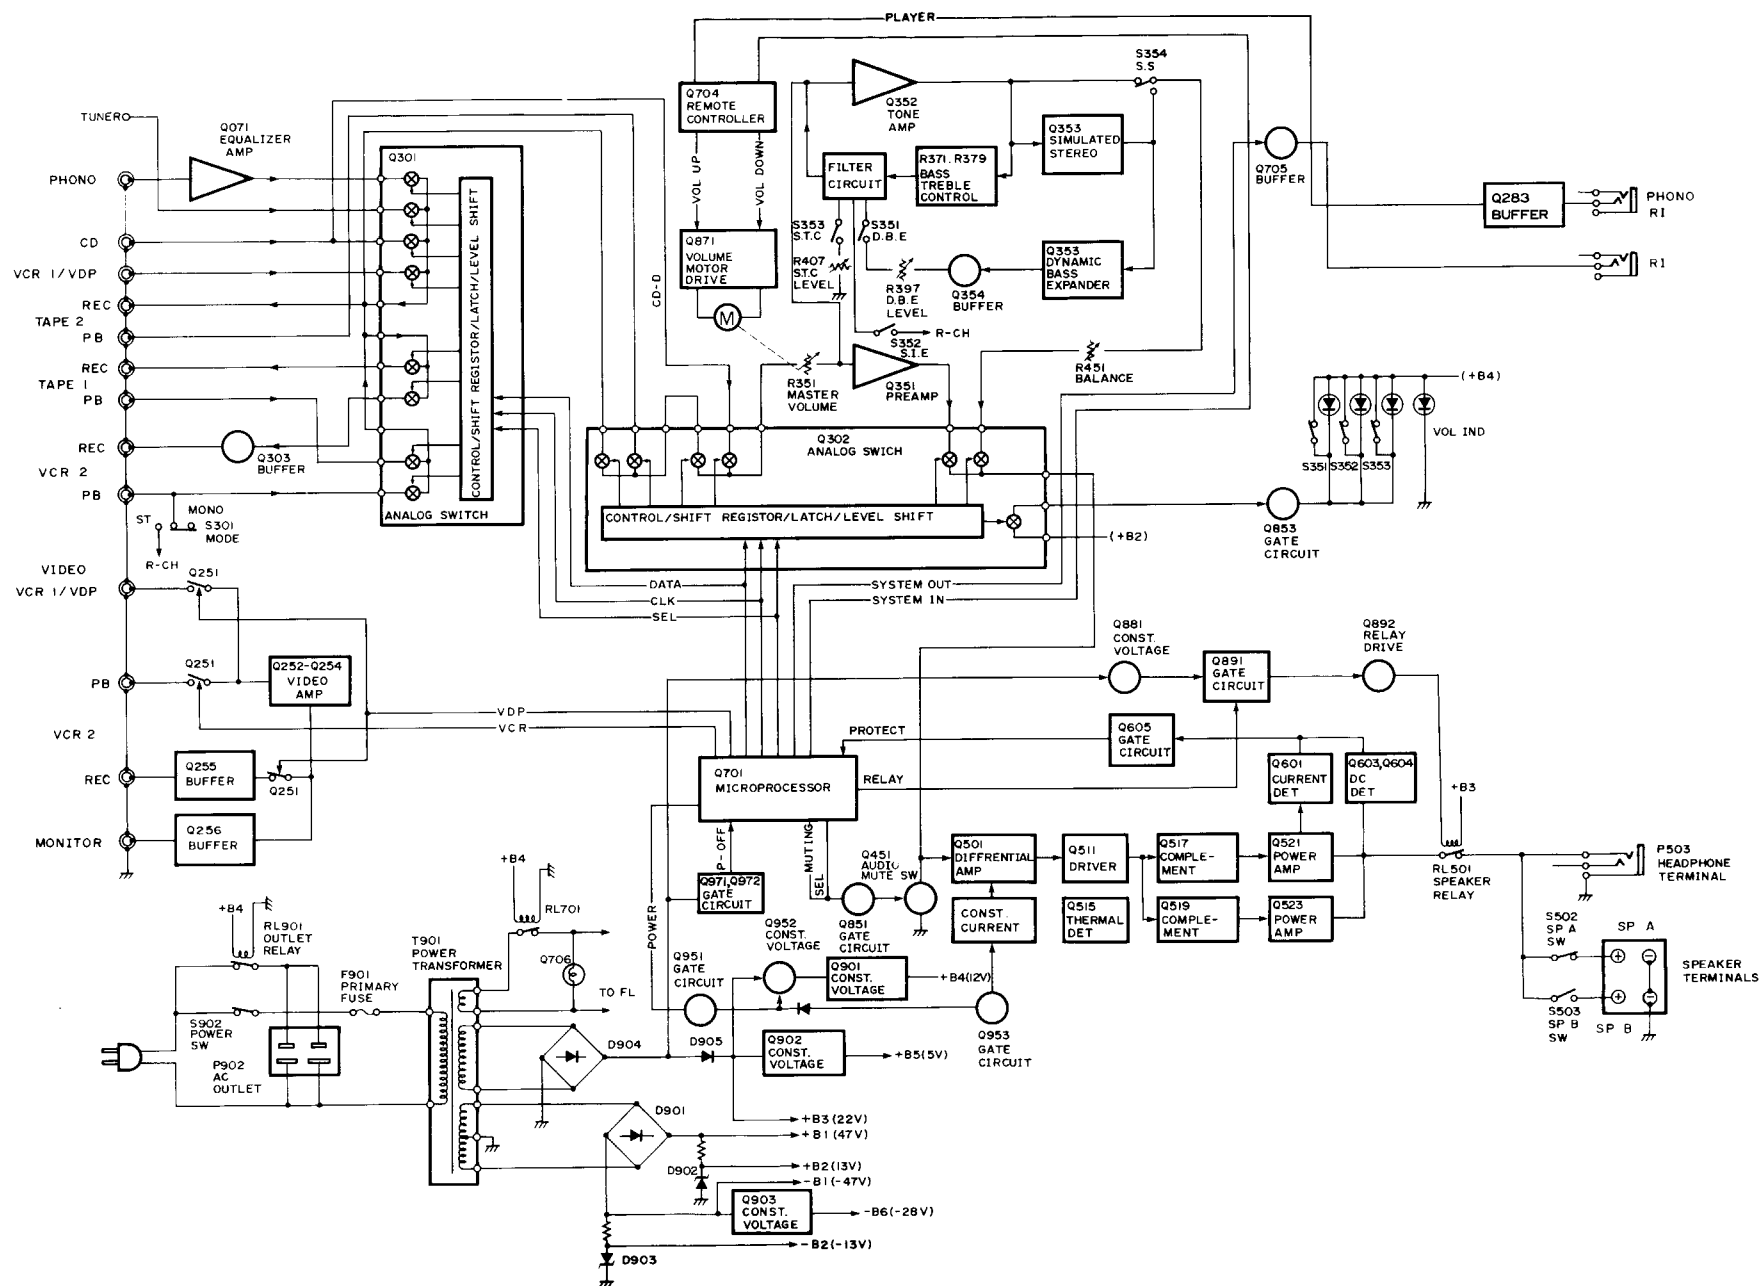 PLAYER
S354
S.S
Q704
REMOTE
CONTROLLER
Q352
TONE
AMP
TUNER
Q071
EQUALIZER
AMP
Q301
Q353
SIMULATED
STEREO
FILTER
CIRCUIT
R371, R379
BASS
TREBLE
CONTROL
Q705
BUFFER
PHONO
VOL UP
VOL DOWN
Q283
BUFFER
PHONO
RI
CD
S353
S.T.C
S351
D.B.E
Q871
VOLUME
MOTOR
DRIVE
R407
S.T.C
LEVEL
Q353
DYNAMIC
BASS
EXPANDER
RI
VCR 1/VDP
REC
TAPE 2
PB
CD-D
R397
D.B.E
LEVEL
Q354
BUFFER
M
R-CH
S352
S.I.E
REC
TAPE 1
PB
CONTROL/SHIFT REGISTOR/LATCH/LEVEL SHIFT
R351
MASTER
VOLUME
Q351
PREAMP
R451
BALANCE
(+B4)
VOL IND
REC
Q303
BUFFER
VCR 2
Q302
ANALOG SWICH
S351
S352
S353
PB
ANALOG SWITCH
MONO
ST
S301
MODE
R-CH
CONTROL/SHIFT REGISTOR/LATCH/LEVEL SHIFT
(+B2)
Q853
GATE
CIRCUIT
VIDEO
VCR 1/VDP
Q251
DATA
CLK
SEL
SYSTEM OUT
SYSTEM IN
Q881
CONST.
VOLTAGE
Q891
GATE
CIRCUIT
Q892
RELAY
DRIVE
PB
Q251
Q252-Q254
VIDEO
AMP
VDP
VCR
VCR 2
PROTECT
Q605
GATE
CIRCUIT
REC
Q255
BUFFER
Q251
Q701
MICROPROCESSOR
RELAY
Q601
CURRENT
DET
Q603,Q604
DC
DET
+B3
MONITOR
Q256
BUFFER
P-OFF
MUTING
SEL
Q451
AUDIO
MUTE SW
Q501
DIFFRENTIAL
AMP
Q511
DRIVER
Q517
COMPLE-
MENT
Q521
POWER
AMP
RL501
SPEAKER
RELAY
P503
HEADPHONE
TERMINAL
+B4
RL701
Q971,Q972
GATE
CIRCUIT
Q851
GATE
CIRCUIT
CONST.
CURRENT
Q515
THERMAL
DET
Q519
COMPLE-
MENT
Q523
POWER
AMP
+B4
RL901
OUTLET
RELAY
POWER
Q952
CONST.
VOLTAGE
S502
SP A
SW
SP A
SPEAKER
TERMINALS
F901
PRIMARY
FUSE
T901
POWER
TRANSFORMER
Q706
TO FL
Q951
GATE
CIRCUIT
Q901
CONST.
VOLTAGE
+B4(12V)
S503
SP B
SW
SP B
S902
POWER
SW
P902
AC
OUTLET
D904
D905
Q902
CONST.
VOLTAGE
+B5(5V)
Q953
GATE
CIRCUIT
D901
+B3(22V)
+B1(47V)
D902
+B2(13V)
-B1(-47V)
Q903
CONST.
VOLTAGE
-B6(-28V)
-B2(-13V)
D903